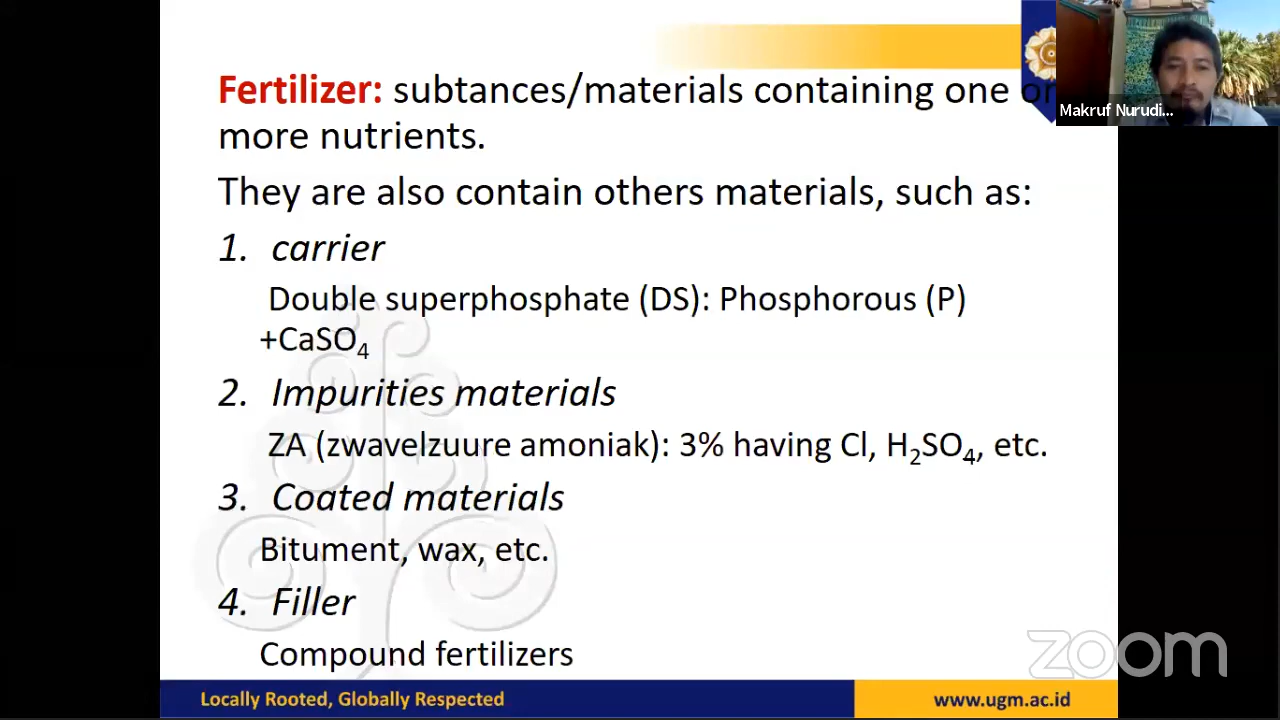 Fertilizer: subtances/materials containing one or
more nutrients.
They are also contain others materials, such as:
1. carrier
Double superphosphate (DS): Phosphorous (P)
+CaSO₄
2. Impurities materials
ZA (zwavelzuure amoniak): 3% having Cl, H₂SO₄, etc.
3. Coated materials
Bitument, wax, etc.
4. Filler
Compound fertilizers
Locally Rooted, Globally Respected
www.ugm.ac.id
Makruf Nurudi...
zoom